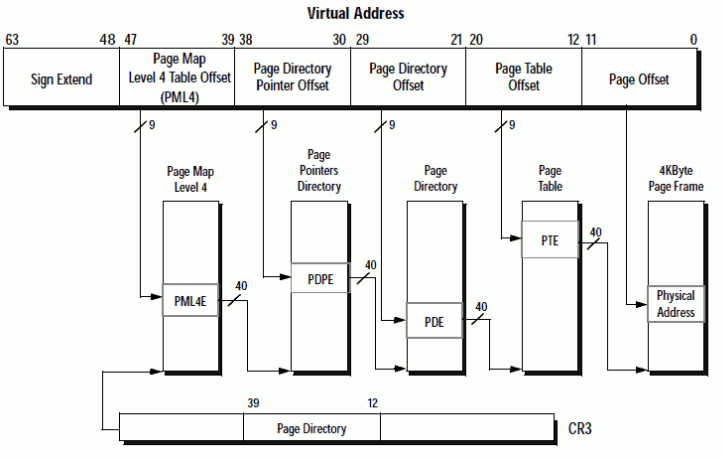 Virtual Address
63 48 47 39 38 30 29 21 20 12 11 0
Sign Extend
Page Map
Level 4 Table Offset
(PML4)
Page Directory
Pointer Offset
Page Directory
Offset
Page Table
Offset
Page Offset
9 9 9 9
Page Map
Level 4
Page
Pointers
Directory
Page
Directory
Page
Table
4KByte
Page Frame
PML4E
40
PDPE
40
PDE
40
PTE
40
Physical
Address
39 12
Page Directory
CR3